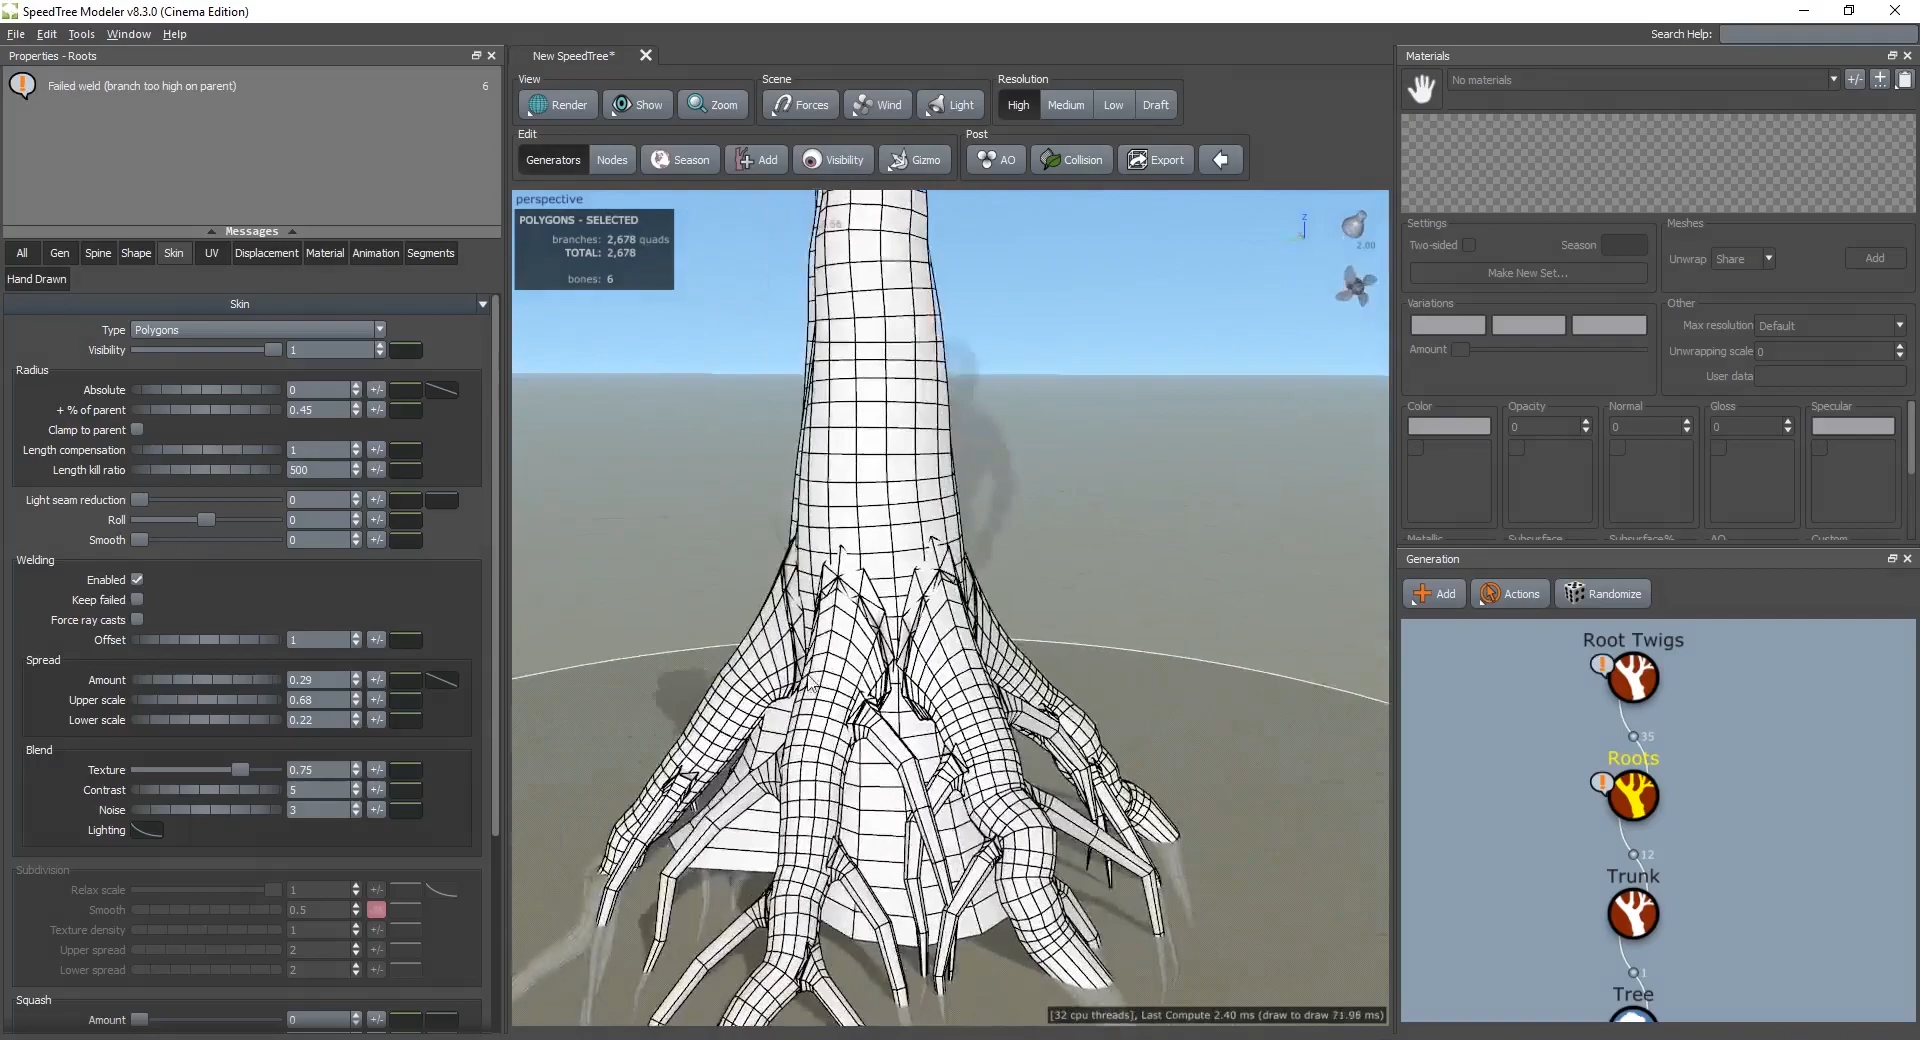 SpeedTree Modeler v8.3.0 (Cinema Edition)
File Edit Tools Window Help
Search Help:
Properties - Roots
Failed weld (branch too high on parent) 6
Messages
All Gen Spine Shape Skin UV Displacement Material Animation Segments
Hand Drawn
Skin
Type Polygons
Visibility 1
Radius
Absolute 0 +/-
+ % of parent 0.45 +/-
Clamp to parent
Length compensation 1 +/-
Length kill ratio 500 +/-
Light seam reduction 0 +/-
Roll 0 +/-
Smooth 0 +/-
Welding
Enabled
Keep failed
Force ray casts
Offset 1 +/-
Spread
Amount 0.29 +/-
Upper scale 0.68 +/-
Lower scale 0.22 +/-
Blend
Texture 0.75 +/-
Contrast 5 +/-
Noise 3 +/-
Lighting
Subdivision
Relax scale 1 +/-
Smooth 0.5
Texture density 1 +/-
Upper spread 2 +/-
Lower spread 2 +/-
Squash
Amount 0 +/-
New SpeedTree*
View Scene Resolution
Render Show Zoom Forces Wind Light High Medium Low Draft
Edit Post
Generators Nodes Season Add Visibility Gizmo AO Collision Export
perspective
POLYGONS - SELECTED
branches: 2,678 quads
TOTAL: 2,678
bones: 6
z
2.00
[32 cpu threads], Last Compute 2.40 ms (draw to draw 71.98 ms)
Materials
No materials +/-
Settings Meshes
Two-sided Season
Unwrap Share Add
Make New Set...
Variations Other
Max resolution Default
Amount
Unwrapping scale 0
User data
Color Opacity Normal Gloss Specular
0 0 0
Metallic Subsurface Subsurface% AO Custom
Generation
Add Actions Randomize
Root Twigs
35
Roots
12
Trunk
1
Tree